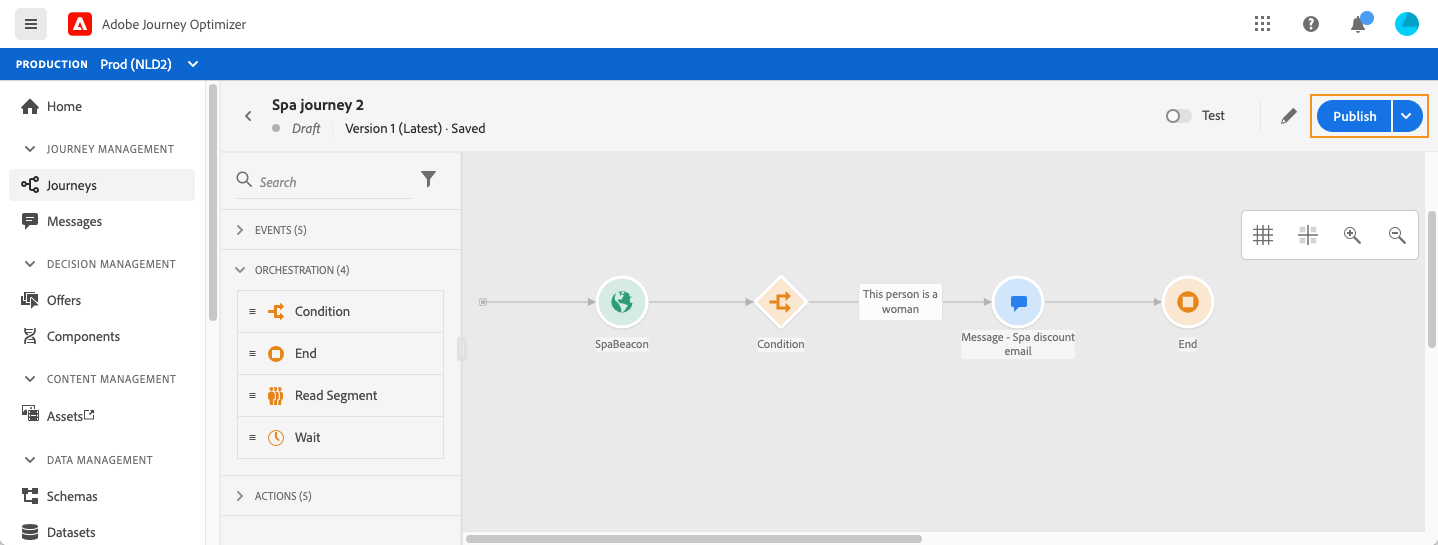 Adobe Journey Optimizer
PRODUCTION Prod (NLD2)
Home
JOURNEY MANAGEMENT
Journeys
Messages
DECISION MANAGEMENT
Offers
Components
CONTENT MANAGEMENT
Assets
DATA MANAGEMENT
Schemas
Datasets
Spa journey 2
Draft Version 1 (Latest) · Saved
Test
Publish
Search
EVENTS (5)
ORCHESTRATION (4)
Condition
End
Read Segment
Wait
ACTIONS (5)
SpaBeacon
Condition
This person is a
woman
Message - Spa discount
email
End